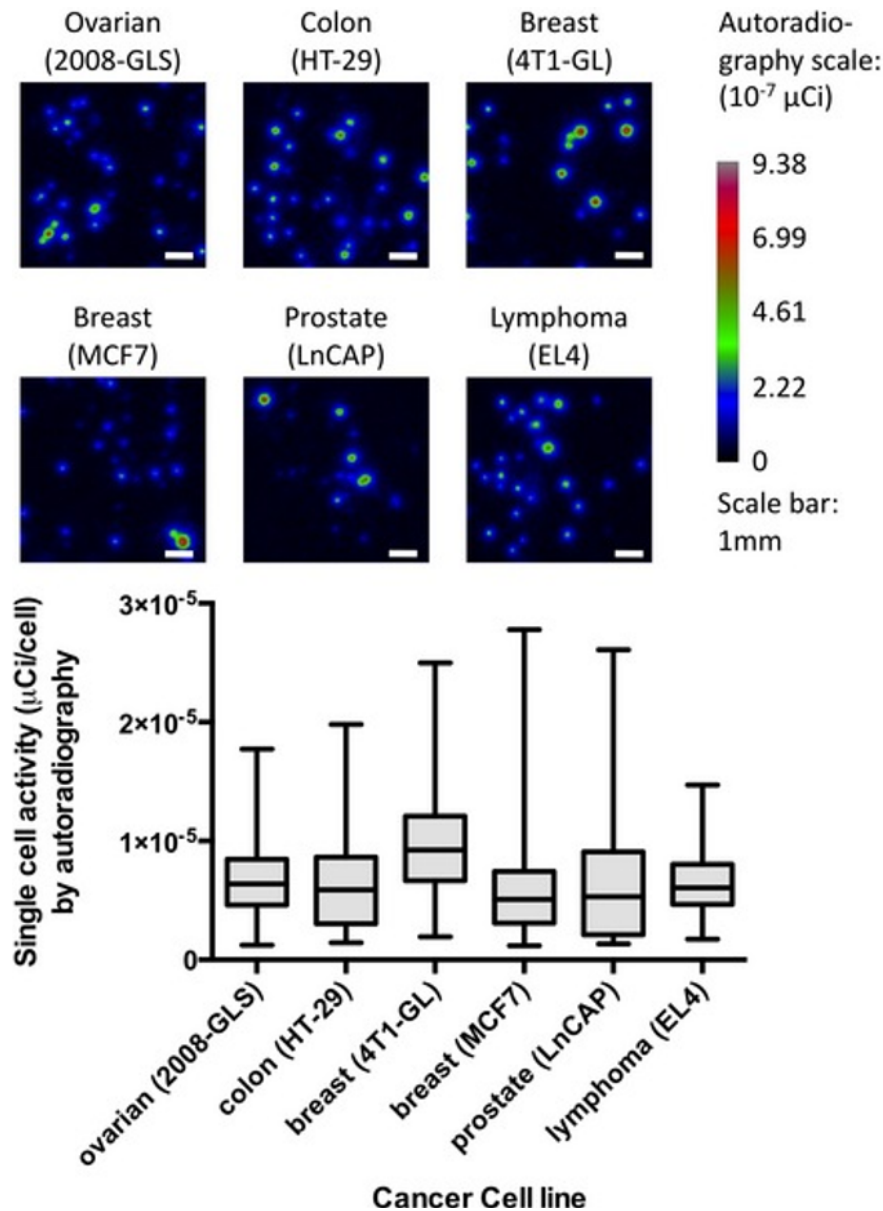 Ovarian
(2008-GLS)
Colon
(HT-29)
Breast
(4T1-GL)
Autoradio-
graphy scale:
(10⁻⁷ µCi)
9.38
6.99
4.61
2.22
0
Breast
(MCF7)
Prostate
(LnCAP)
Lymphoma
(EL4)
Scale bar:
1mm
Single cell activity (µCi/cell)
by autoradiography
3×10⁻⁵
2×10⁻⁵
1×10⁻⁵
0
ovarian (2008-GLS)
colon (HT-29)
breast (4T1-GL)
breast (MCF7)
prostate (LnCAP)
lymphoma (EL4)
Cancer Cell line